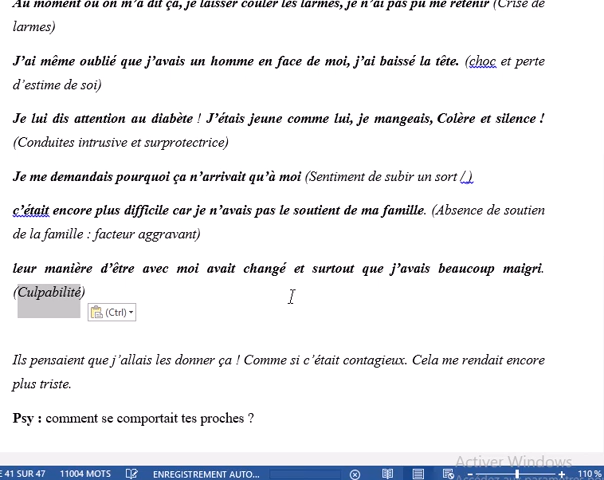 Au moment où on m'a dit ça, je laisser couler les larmes, je n'ai pas pu me retenir (Crise de
larmes)
J'ai même oublié que j'avais un homme en face de moi, j'ai baissé la tête. (choc et perte
d'estime de soi)
Je lui dis attention au diabète ! J'étais jeune comme lui, je mangeais, Colère et silence !
(Conduites intrusive et surprotectrice)
Je me demandais pourquoi ça n'arrivait qu'à moi (Sentiment de subir un sort / )
c'était encore plus difficile car je n'avais pas le soutien de ma famille. (Absence de soutien
de la famille : facteur aggravant)
leur manière d'être avec moi avait changé et surtout que j'avais beaucoup maigri.
(Culpabilité)
(Ctrl)
Ils pensaient que j'allais les donner ça ! Comme si c'était contagieux. Cela me rendait encore
plus triste.
Psy : comment se comportait tes proches ?
Activer Windows
E 41 SUR 47 11004 MOTS ENREGISTREMENT AUTO... 110 %